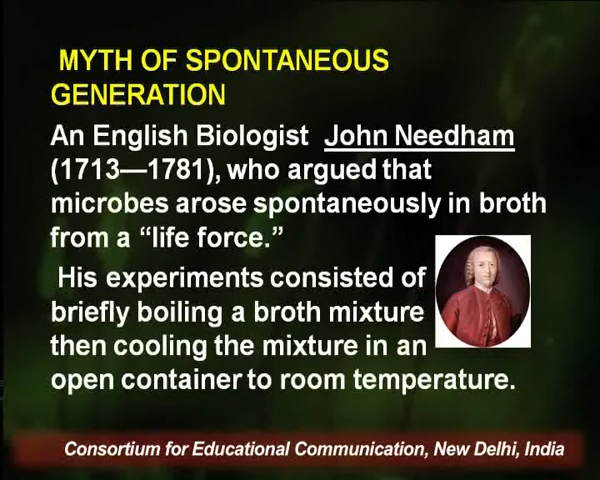 MYTH OF SPONTANEOUS
GENERATION
An English Biologist John Needham
(1713—1781), who argued that
microbes arose spontaneously in broth
from a “life force.”
His experiments consisted of
briefly boiling a broth mixture
then cooling the mixture in an
open container to room temperature.
Consortium for Educational Communication, New Delhi, India